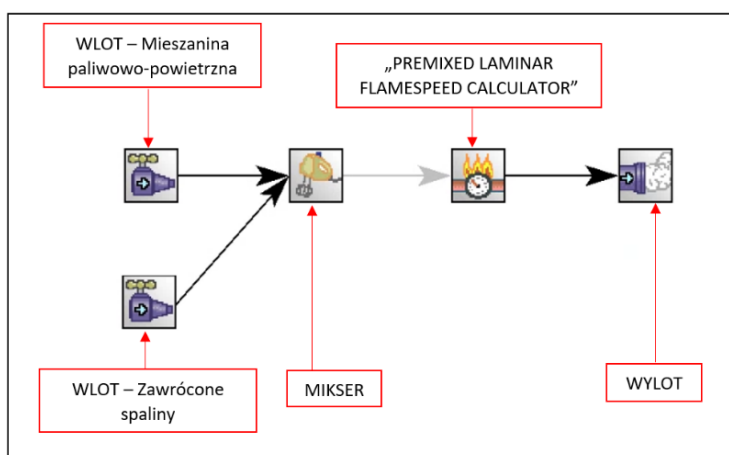 WLOT – Mieszanina
paliwowo-powietrzna
„PREMIXED LAMINAR
FLAMESPEED CALCULATOR”
WLOT – Zawrócone
spaliny
MIKSER
WYLOT